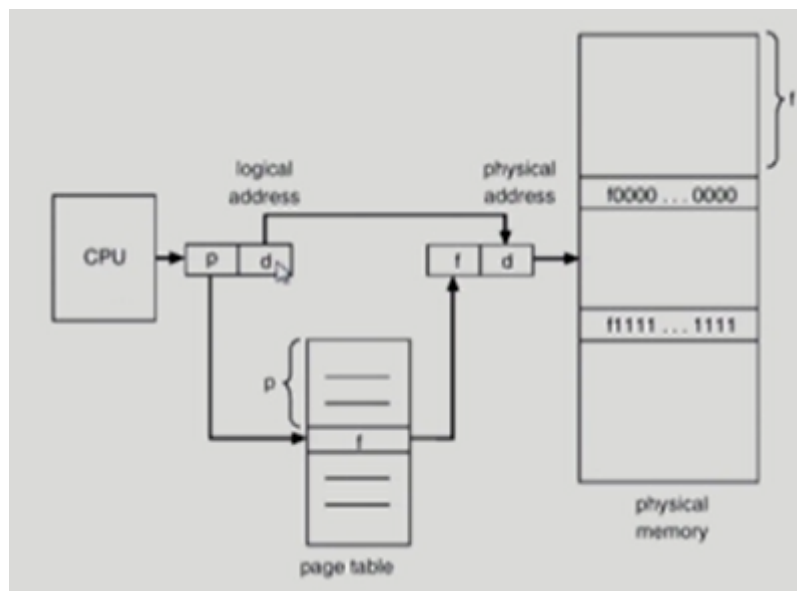 logical
address
physical
address
f
f0000 . . . 0000
CPU
p
d
f
d
f1111 . . . 1111
p
f
physical
memory
page table